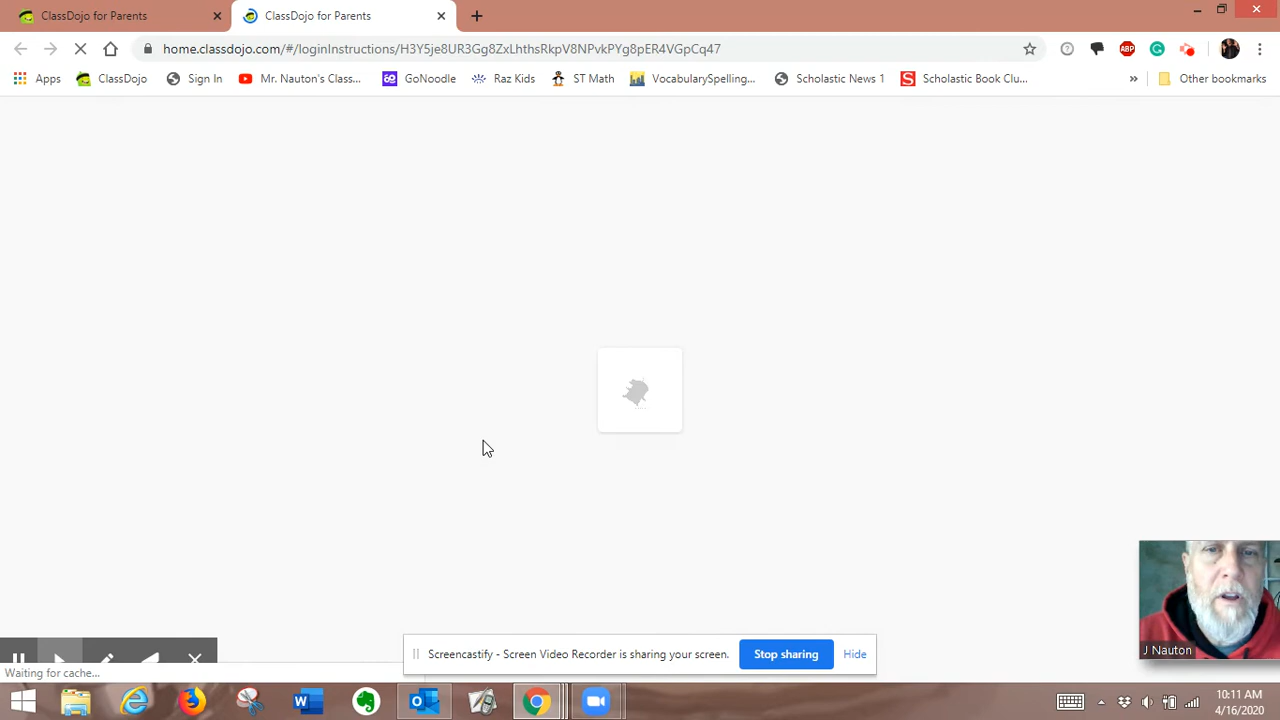 ClassDojo for Parents
ClassDojo for Parents
home.classdojo.com/#/loginInstructions/H3Y5je8UR3Gg8ZxLhthsRkpV8NPvkPYg8pER4VGpCq47
ABP
Apps ClassDojo Sign In Mr. Nauton's Class... GoNoodle Raz Kids ST Math VocabularySpelling... Scholastic News 1 Scholastic Book Clu... » Other bookmarks
J Nauton
Screencastify - Screen Video Recorder is sharing your screen. Stop sharing Hide
Waiting for cache...
10:11 AM
4/16/2020